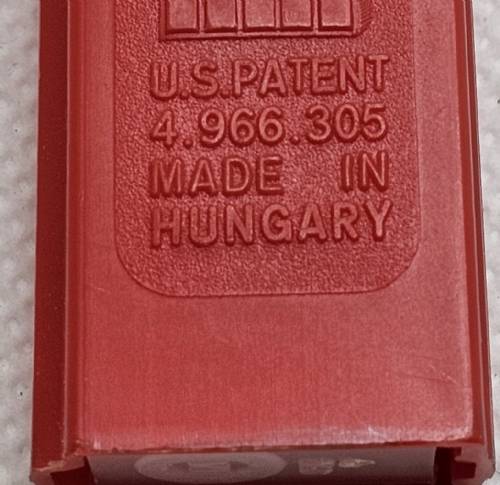 U.S.PATENT
4.966.305
MADE IN
HUNGARY